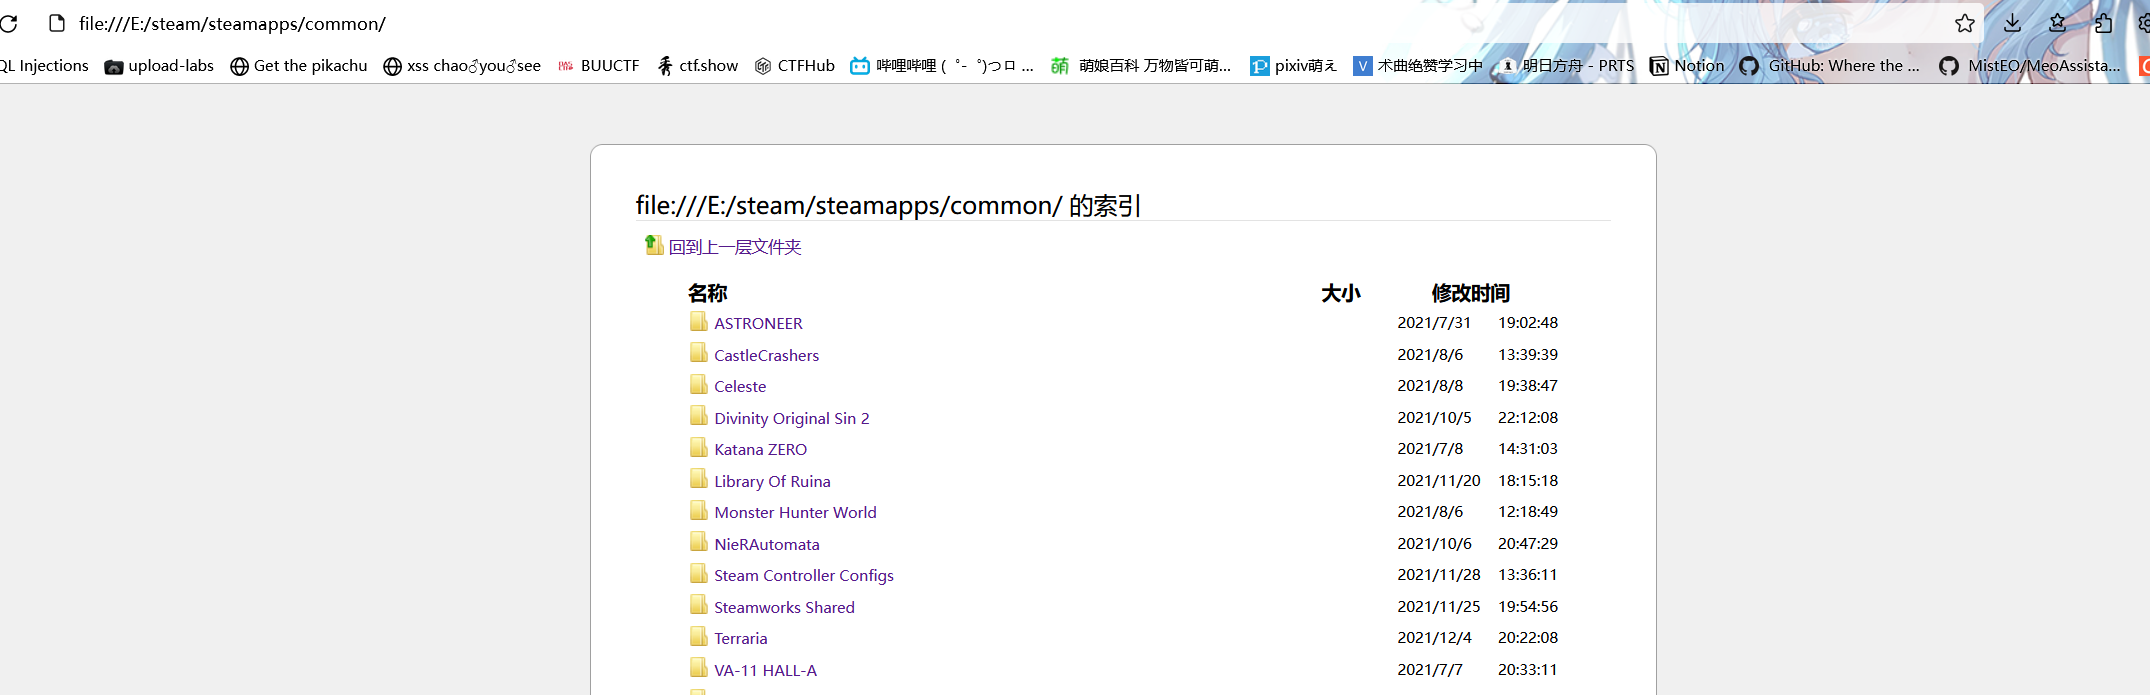 file:///E:/steam/steamapps/common/
QL Injections upload-labs Get the pikachu xss chao♂you♂see BUUCTF ctf.show CTFHub 哔哩哔哩 ( ゜- ゜)つロ ... 萌娘百科 万物皆可萌... pixiv萌え 术曲绝赞学习中 明日方舟 - PRTS Notion GitHub: Where the ... MistEO/MeoAssista...
file:///E:/steam/steamapps/common/ 的索引
回到上一层文件夹
名称 大小 修改时间
ASTRONEER 2021/7/31 19:02:48
CastleCrashers 2021/8/6 13:39:39
Celeste 2021/8/8 19:38:47
Divinity Original Sin 2 2021/10/5 22:12:08
Katana ZERO 2021/7/8 14:31:03
Library Of Ruina 2021/11/20 18:15:18
Monster Hunter World 2021/8/6 12:18:49
NieRAutomata 2021/10/6 20:47:29
Steam Controller Configs 2021/11/28 13:36:11
Steamworks Shared 2021/11/25 19:54:56
Terraria 2021/12/4 20:22:08
VA-11 HALL-A 2021/7/7 20:33:11